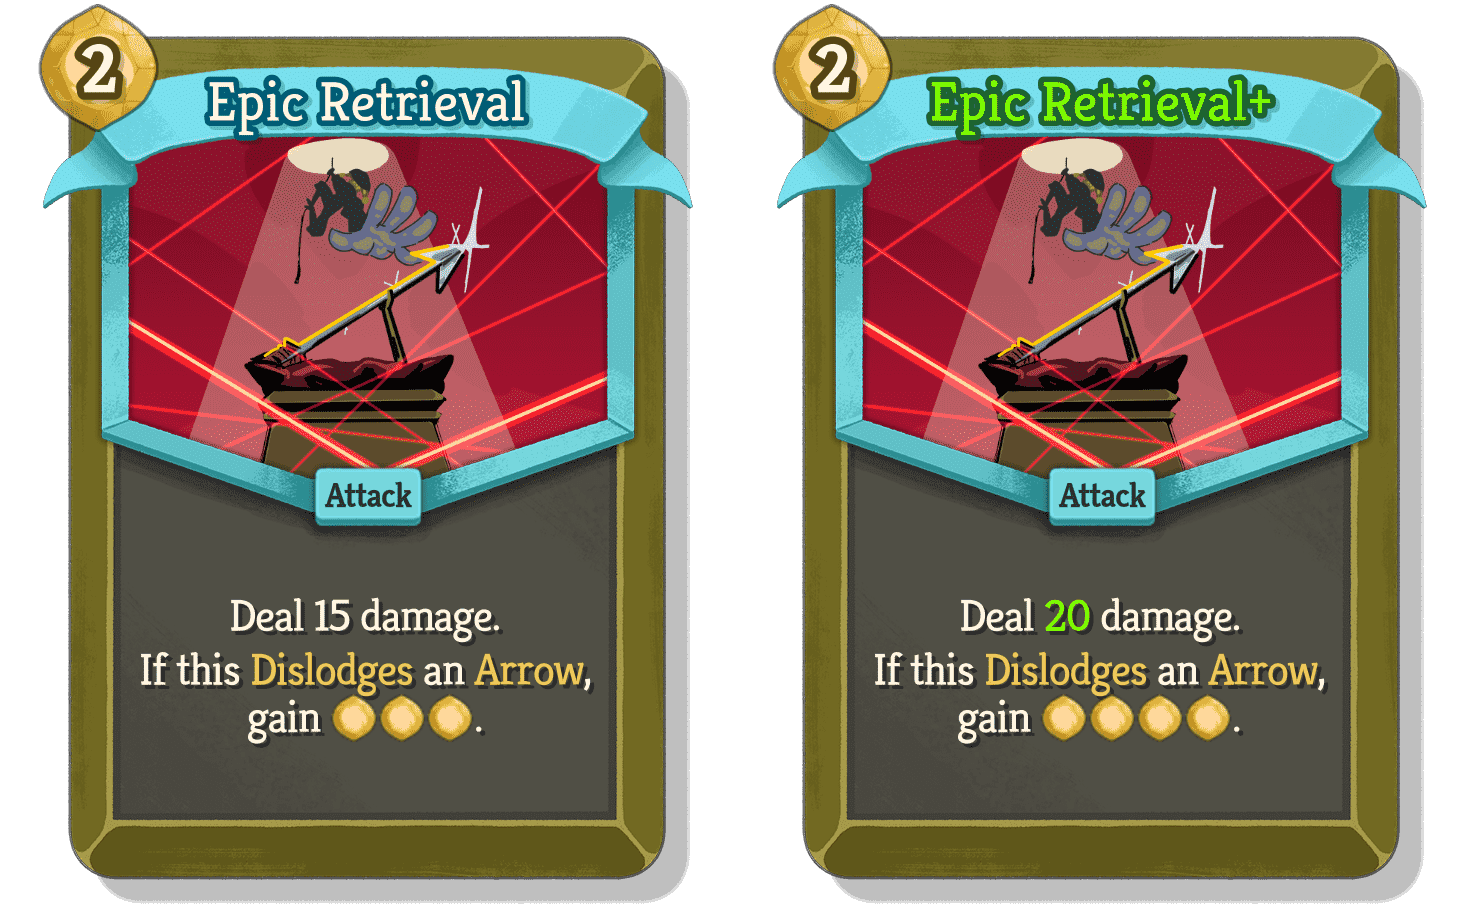 2
Epic Retrieval
Attack
Deal 15 damage.
If this Dislodges an Arrow,
gain .
2
Epic Retrieval+
Attack
Deal 20 damage.
If this Dislodges an Arrow,
gain .